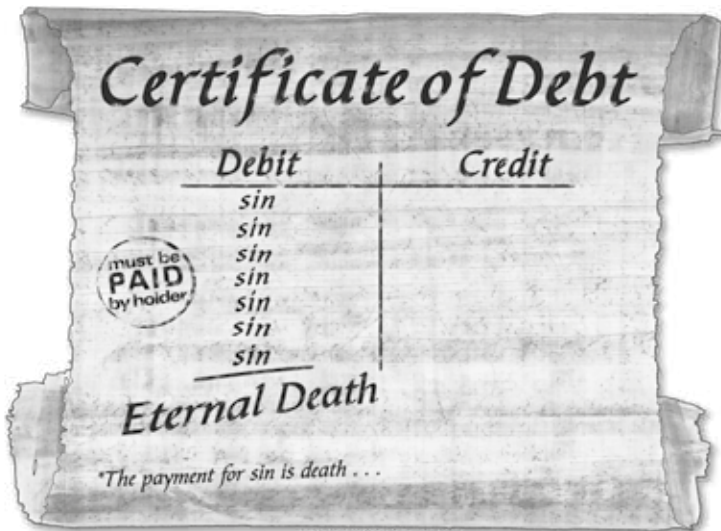 Certificate of Debt
Debit Credit
sin
sin
sin
sin
sin
sin
sin
must be
PAID
by holder
Eternal Death
*The payment for sin is death . . .